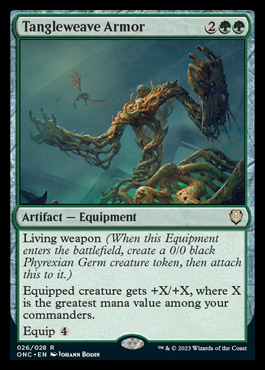 Tangleweave Armor 2
Artifact — Equipment
Living weapon (When this Equipment
enters the battlefield, create a 0/0 black
Phyrexian Germ creature token, then attach
this to it.)
Equipped creature gets +X/+X, where X
is the greatest mana value among your
commanders.
Equip 4
026/028 R
ONC • EN Johann Bodin
™ & © 2023 Wizards of the Coast